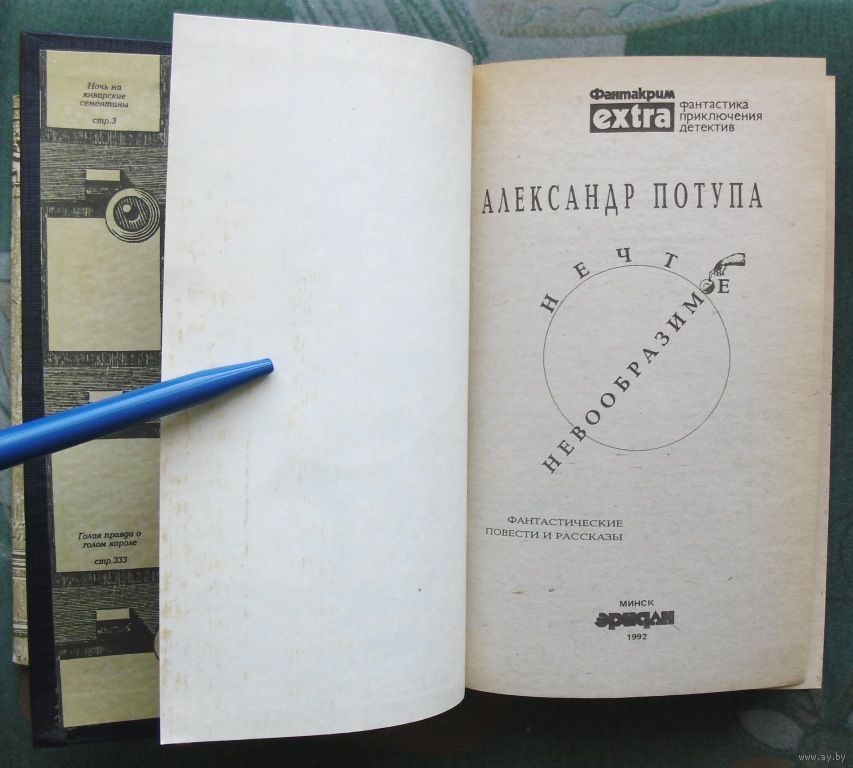 Ночь на
январские
сементины
стр.3
Голая правда о
голом короле
стр.333
Фантакрим
extra
фантастика
приключения
детектив
АЛЕКСАНДР ПОТУПА
НЕЧТО
НЕВООБРАЗИМОЕ
ФАНТАСТИЧЕСКИЕ
ПОВЕСТИ И РАССКАЗЫ
МИНСК
эридан
1992
www.ay.by